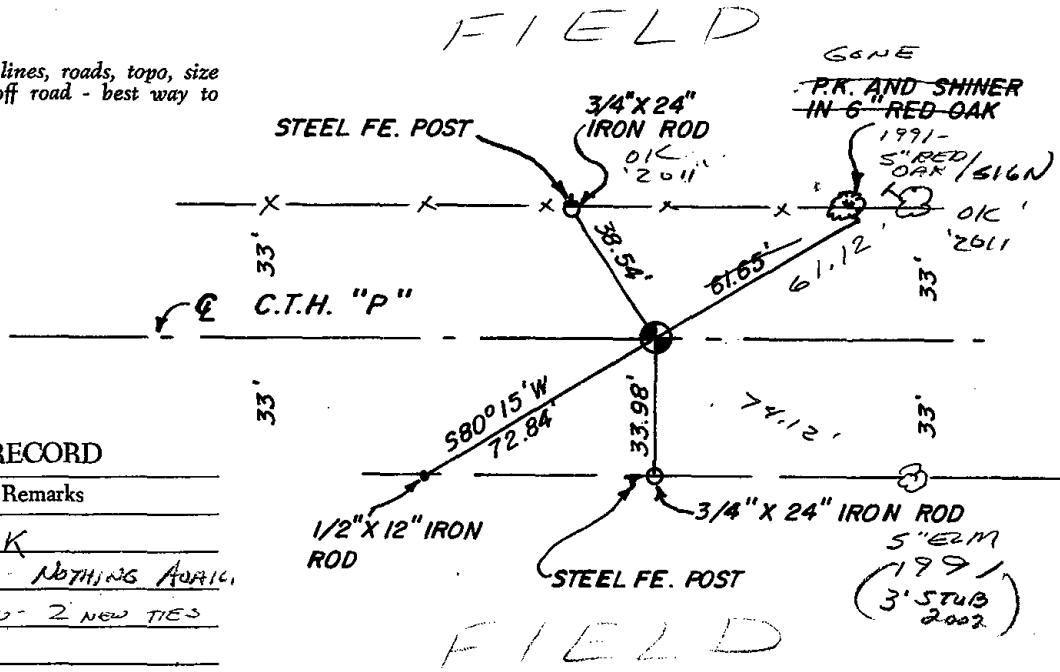 FIELD
lines, roads, topo, size
off road - best way to
GONE
P.K. AND SHINER
IN 6" RED OAK
1991-
5" RED
OAK/SIGN
OK
'2011
STEEL FE. POST
3/4" X 24"
IRON ROD
OK
'2011'
33'
38.54'
61.65'
61.12'
33'
℄ C.T.H. "P"
33'
S80°15'W
72.84'
33.98'
74.12'
33'
RECORD
Remarks
K
- NOTHING AVAIL.
- 2 NEW TIES
1/2" X 12" IRON
ROD
3/4" X 24" IRON ROD
STEEL FE. POST
5" ELM
(1991
3' STUB
2002)
FIELD